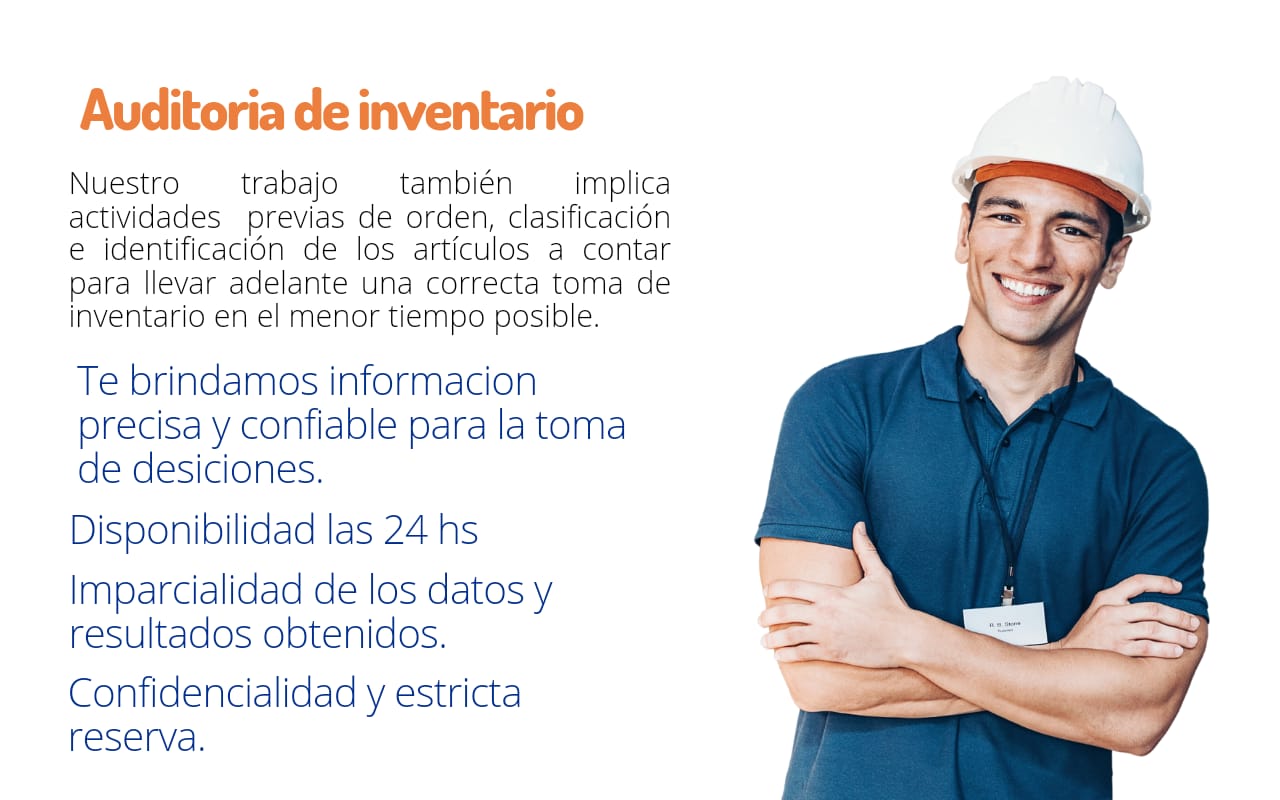 Auditoria de inventario
Nuestro trabajo también implica
actividades previas de orden, clasificación
e identificación de los artículos a contar
para llevar adelante una correcta toma de
inventario en el menor tiempo posible.
Te brindamos informacion
precisa y confiable para la toma
de desiciones.
Disponibilidad las 24 hs
Imparcialidad de los datos y
resultados obtenidos.
Confidencialidad y estricta
reserva.
R. B. Stone